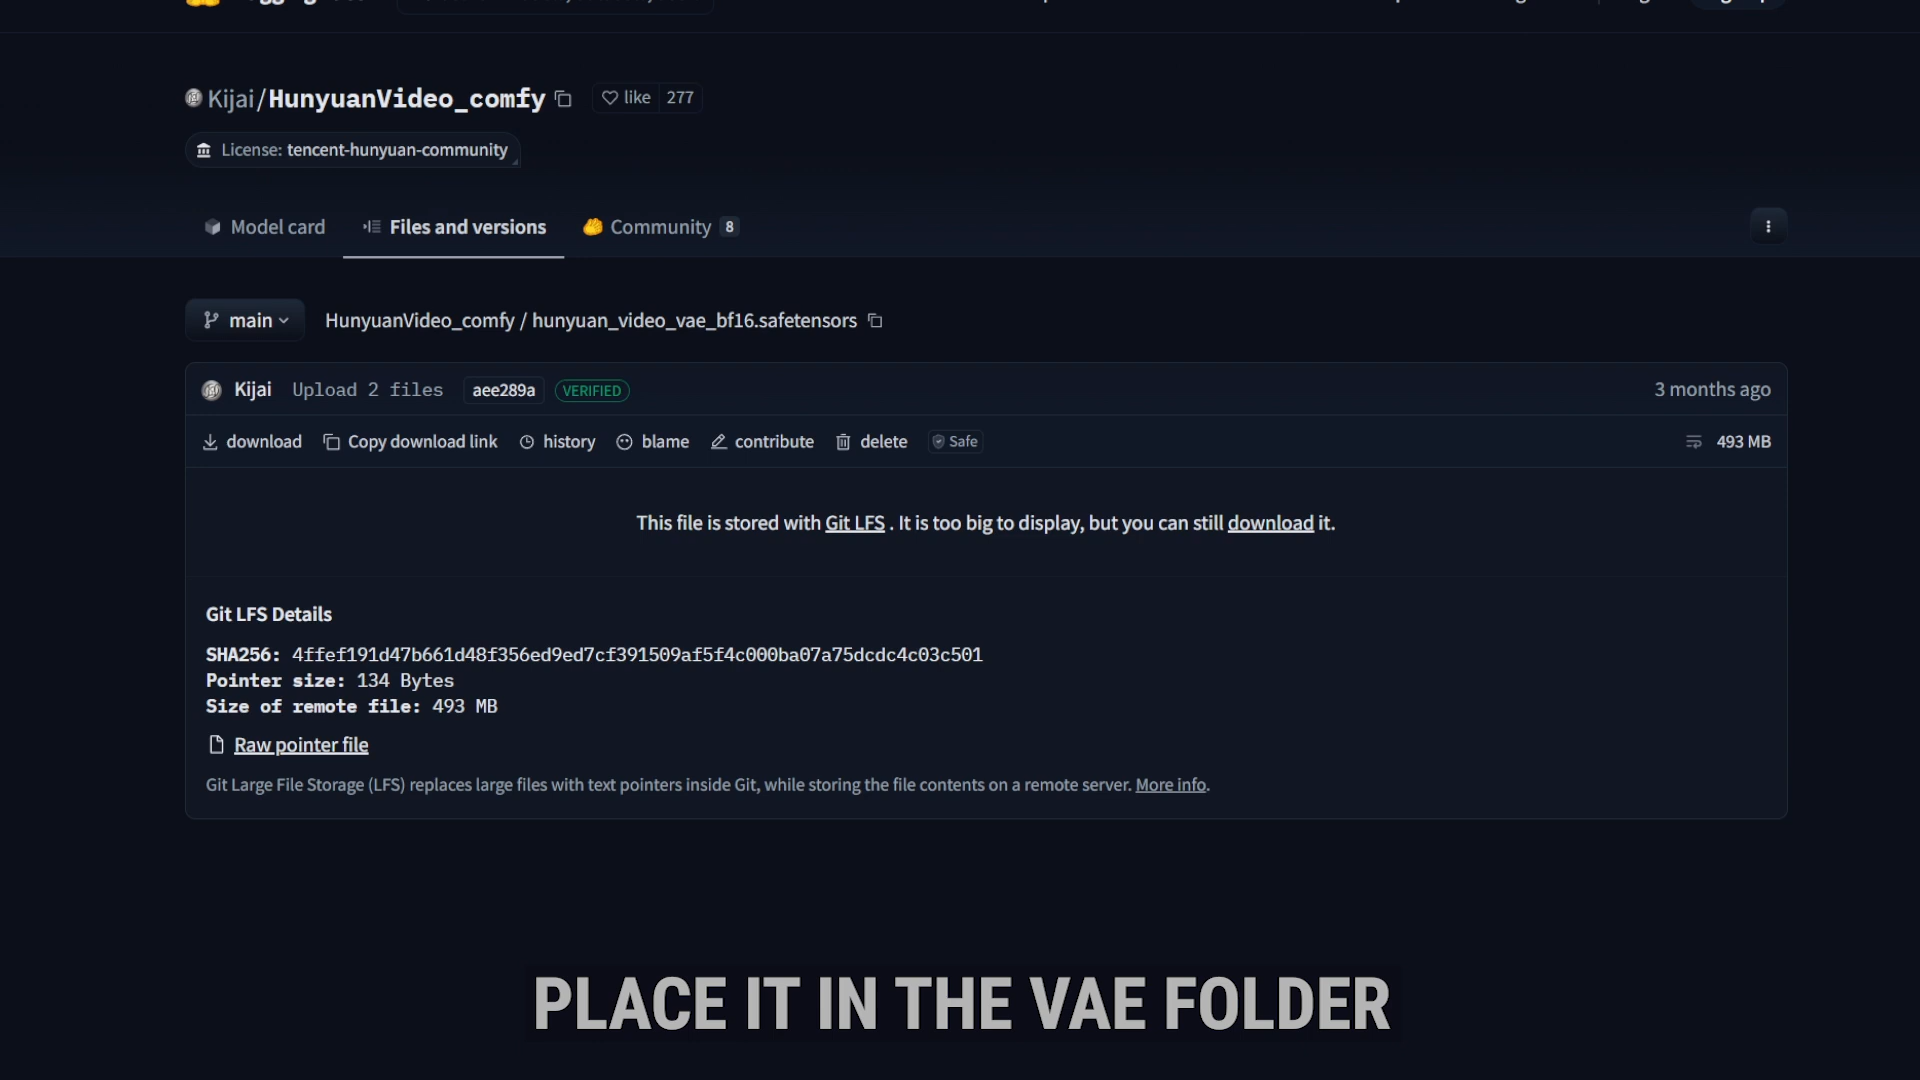 Kijai/HunyuanVideo_comfy like 277
License: tencent-hunyuan-community
Model card Files and versions Community 8
main HunyuanVideo_comfy / hunyuan_video_vae_bf16.safetensors
Kijai Upload 2 files aee289a VERIFIED 3 months ago
download Copy download link history blame contribute delete Safe 493 MB
This file is stored with Git LFS . It is too big to display, but you can still download it.
Git LFS Details
SHA256: 4ffef191d47b661d48f356ed9ed7cf391509af5f4c000ba07a75dcdc4c03c501
Pointer size: 134 Bytes
Size of remote file: 493 MB
Raw pointer file
Git Large File Storage (LFS) replaces large files with text pointers inside Git, while storing the file contents on a remote server. More info.
PLACE IT IN THE VAE FOLDER